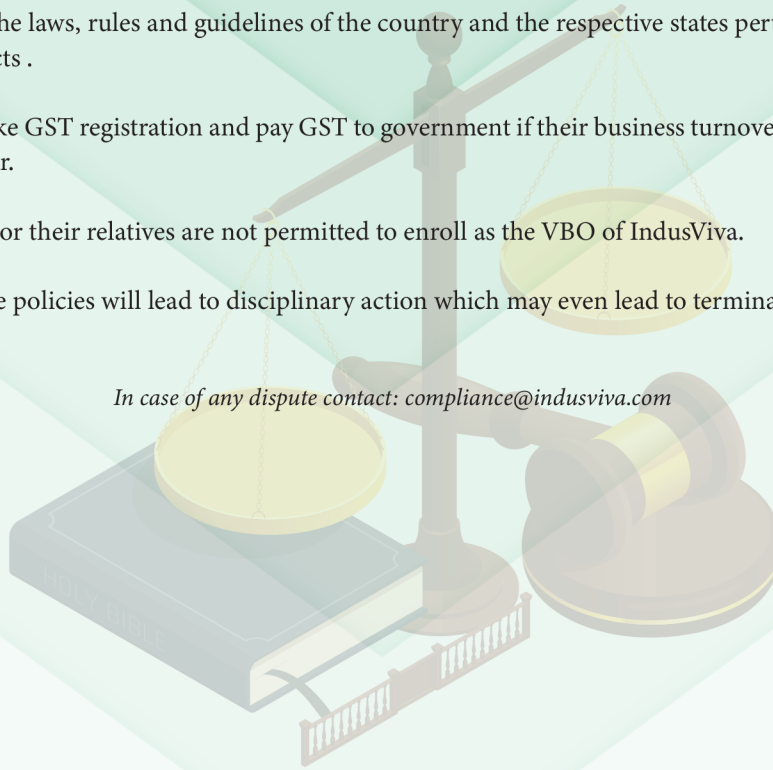 he laws, rules and guidelines of the country and the respective states per
cts .
ke GST registration and pay GST to government if their business turnove
r.
or their relatives are not permitted to enroll as the VBO of IndusViva.
e policies will lead to disciplinary action which may even lead to termina
In case of any dispute contact: compliance@indusviva.com
HOLY BIBLE